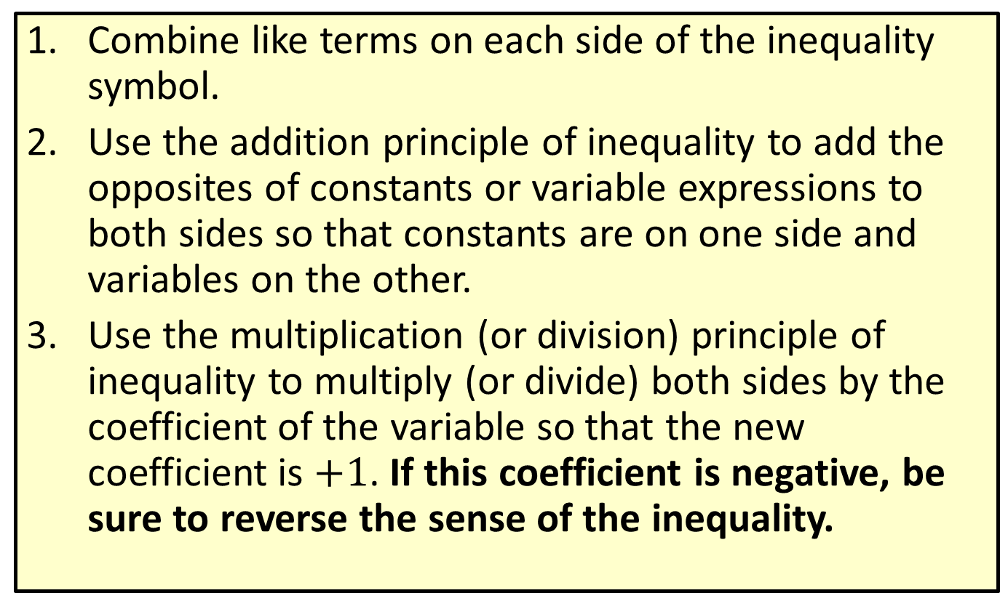 1. Combine like terms on each side of the inequality
symbol.
2. Use the addition principle of inequality to add the
opposites of constants or variable expressions to
both sides so that constants are on one side and
variables on the other.
3. Use the multiplication (or division) principle of
inequality to multiply (or divide) both sides by the
coefficient of the variable so that the new
coefficient is +1. If this coefficient is negative, be
sure to reverse the sense of the inequality.